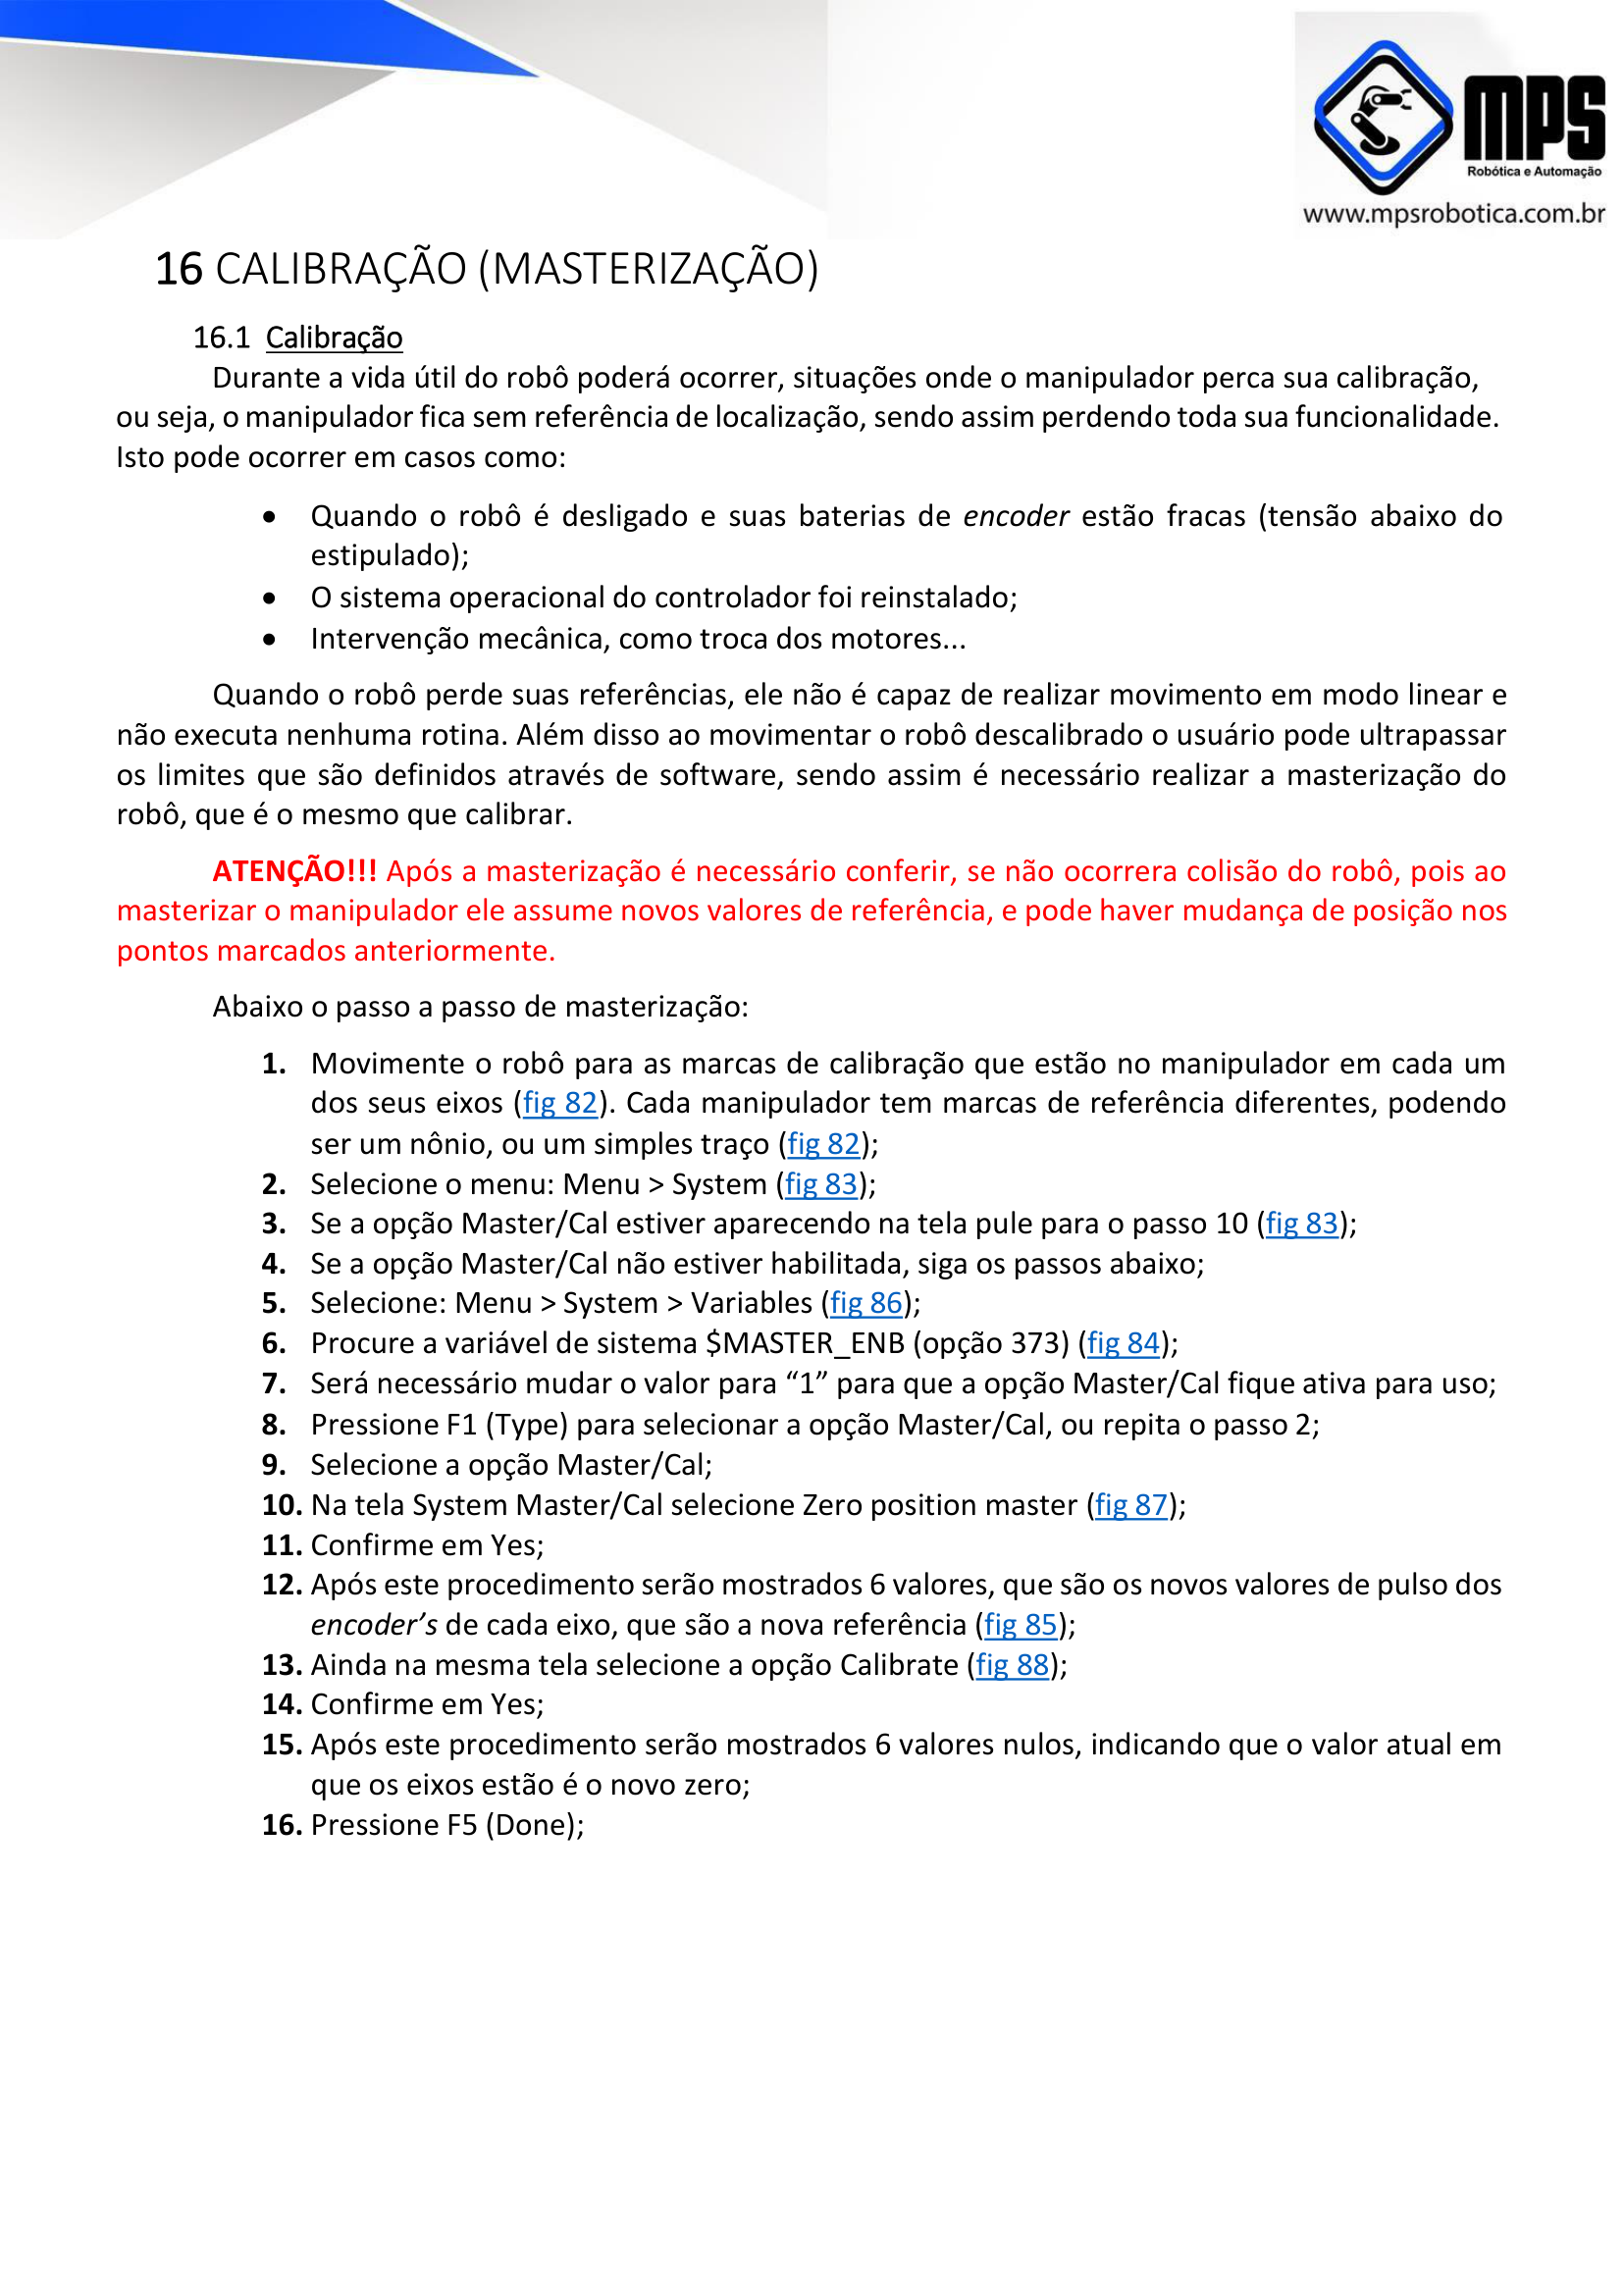 MPS
Robótica e Automação
www.mpsrobotica.com.br
16 CALIBRAÇÃO (MASTERIZAÇÃO)
16.1 Calibração
Durante a vida útil do robô poderá ocorrer, situações onde o manipulador perca sua calibração,
ou seja, o manipulador fica sem referência de localização, sendo assim perdendo toda sua funcionalidade.
Isto pode ocorrer em casos como:
• Quando o robô é desligado e suas baterias de encoder estão fracas (tensão abaixo do
estipulado);
• O sistema operacional do controlador foi reinstalado;
• Intervenção mecânica, como troca dos motores...
Quando o robô perde suas referências, ele não é capaz de realizar movimento em modo linear e
não executa nenhuma rotina. Além disso ao movimentar o robô descalibrado o usuário pode ultrapassar
os limites que são definidos através de software, sendo assim é necessário realizar a masterização do
robô, que é o mesmo que calibrar.
ATENÇÃO!!! Após a masterização é necessário conferir, se não ocorrera colisão do robô, pois ao
masterizar o manipulador ele assume novos valores de referência, e pode haver mudança de posição nos
pontos marcados anteriormente.
Abaixo o passo a passo de masterização:
1. Movimente o robô para as marcas de calibração que estão no manipulador em cada um
dos seus eixos (fig 82). Cada manipulador tem marcas de referência diferentes, podendo
ser um nônio, ou um simples traço (fig 82);
2. Selecione o menu: Menu > System (fig 83);
3. Se a opção Master/Cal estiver aparecendo na tela pule para o passo 10 (fig 83);
4. Se a opção Master/Cal não estiver habilitada, siga os passos abaixo;
5. Selecione: Menu > System > Variables (fig 86);
6. Procure a variável de sistema $MASTER_ENB (opção 373) (fig 84);
7. Será necessário mudar o valor para “1” para que a opção Master/Cal fique ativa para uso;
8. Pressione F1 (Type) para selecionar a opção Master/Cal, ou repita o passo 2;
9. Selecione a opção Master/Cal;
10. Na tela System Master/Cal selecione Zero position master (fig 87);
11. Confirme em Yes;
12. Após este procedimento serão mostrados 6 valores, que são os novos valores de pulso dos
encoder’s de cada eixo, que são a nova referência (fig 85);
13. Ainda na mesma tela selecione a opção Calibrate (fig 88);
14. Confirme em Yes;
15. Após este procedimento serão mostrados 6 valores nulos, indicando que o valor atual em
que os eixos estão é o novo zero;
16. Pressione F5 (Done);